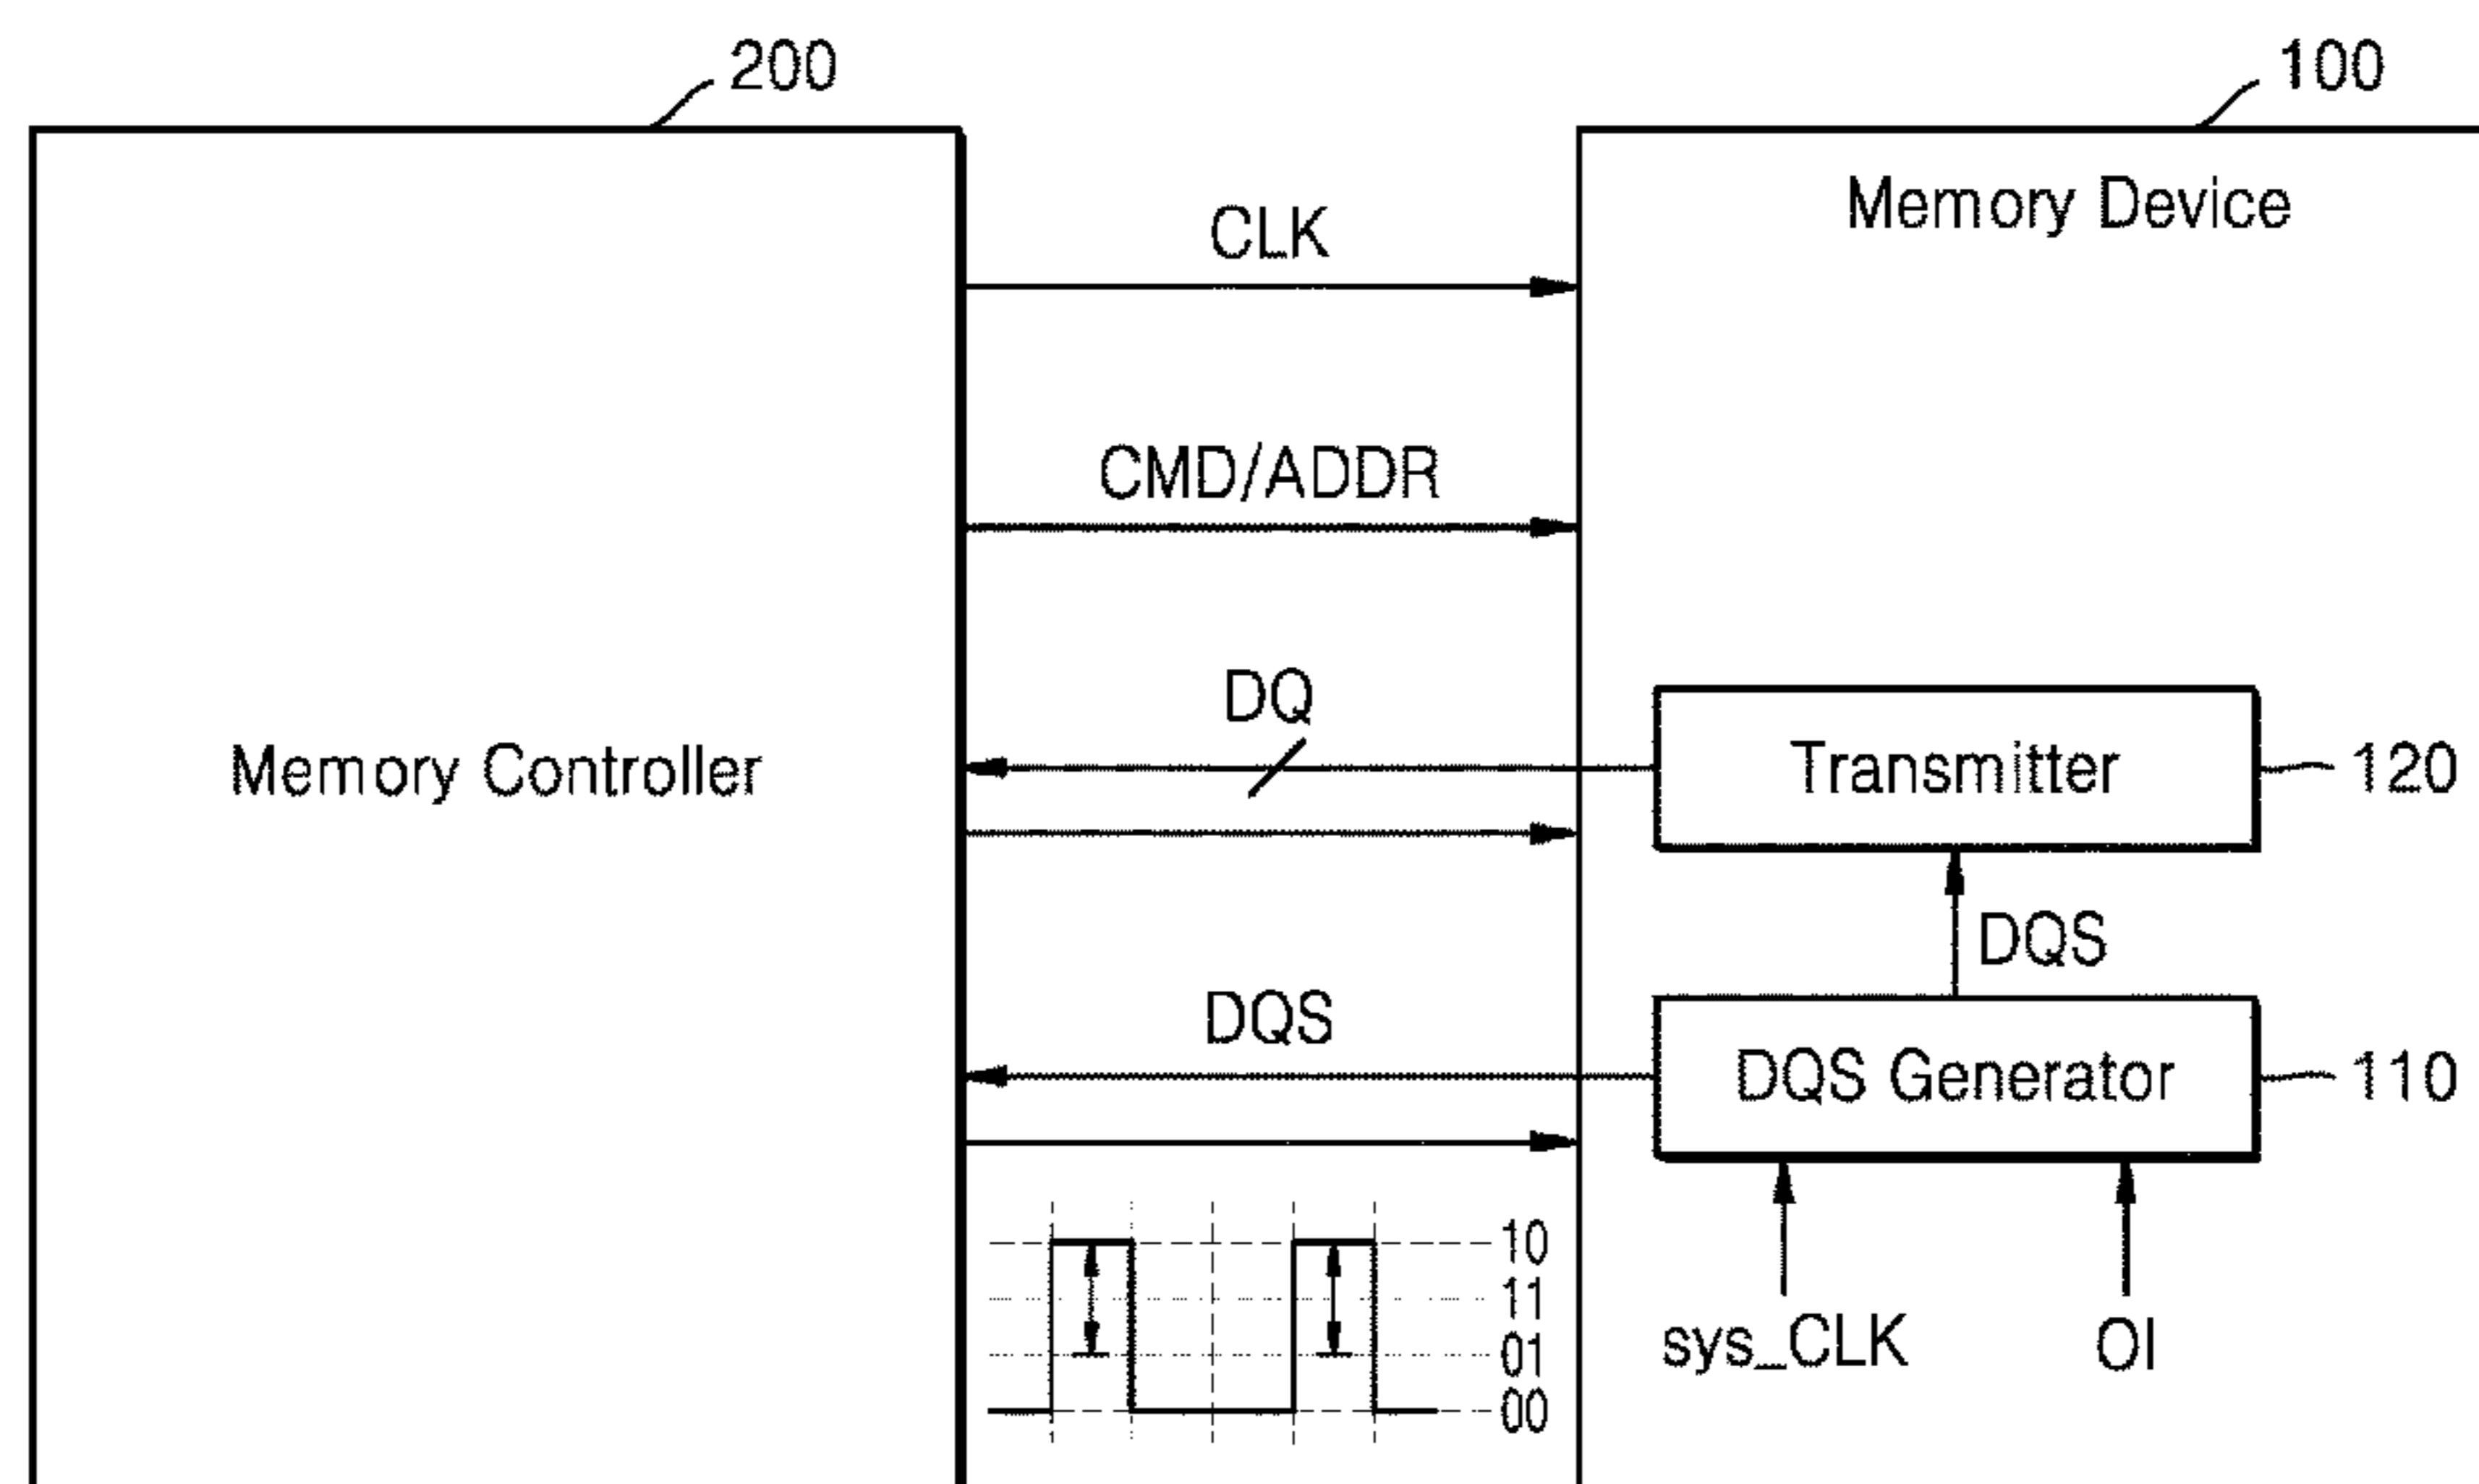 200
100
Memory Device
CLK
CMD/ADDR
DQ
Memory Controller
Transmitter
120
DQS
DQS
DQS Generator
110
10
11
01
00
sys_CLK
OI